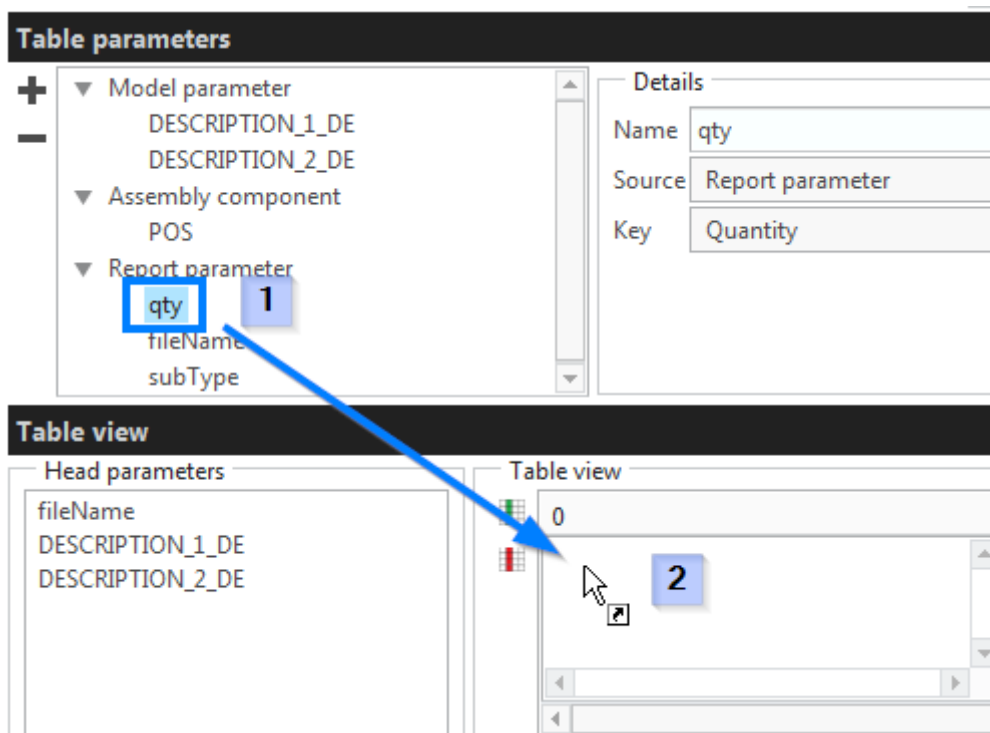 Table parameters
Model parameter
DESCRIPTION_1_DE
DESCRIPTION_2_DE
Assembly component
POS
Report parameter
qty
1
fileName
subType
Details
Name qty
Source Report parameter
Key Quantity
Table view
Head parameters
fileName
DESCRIPTION_1_DE
DESCRIPTION_2_DE
Table view
0
2